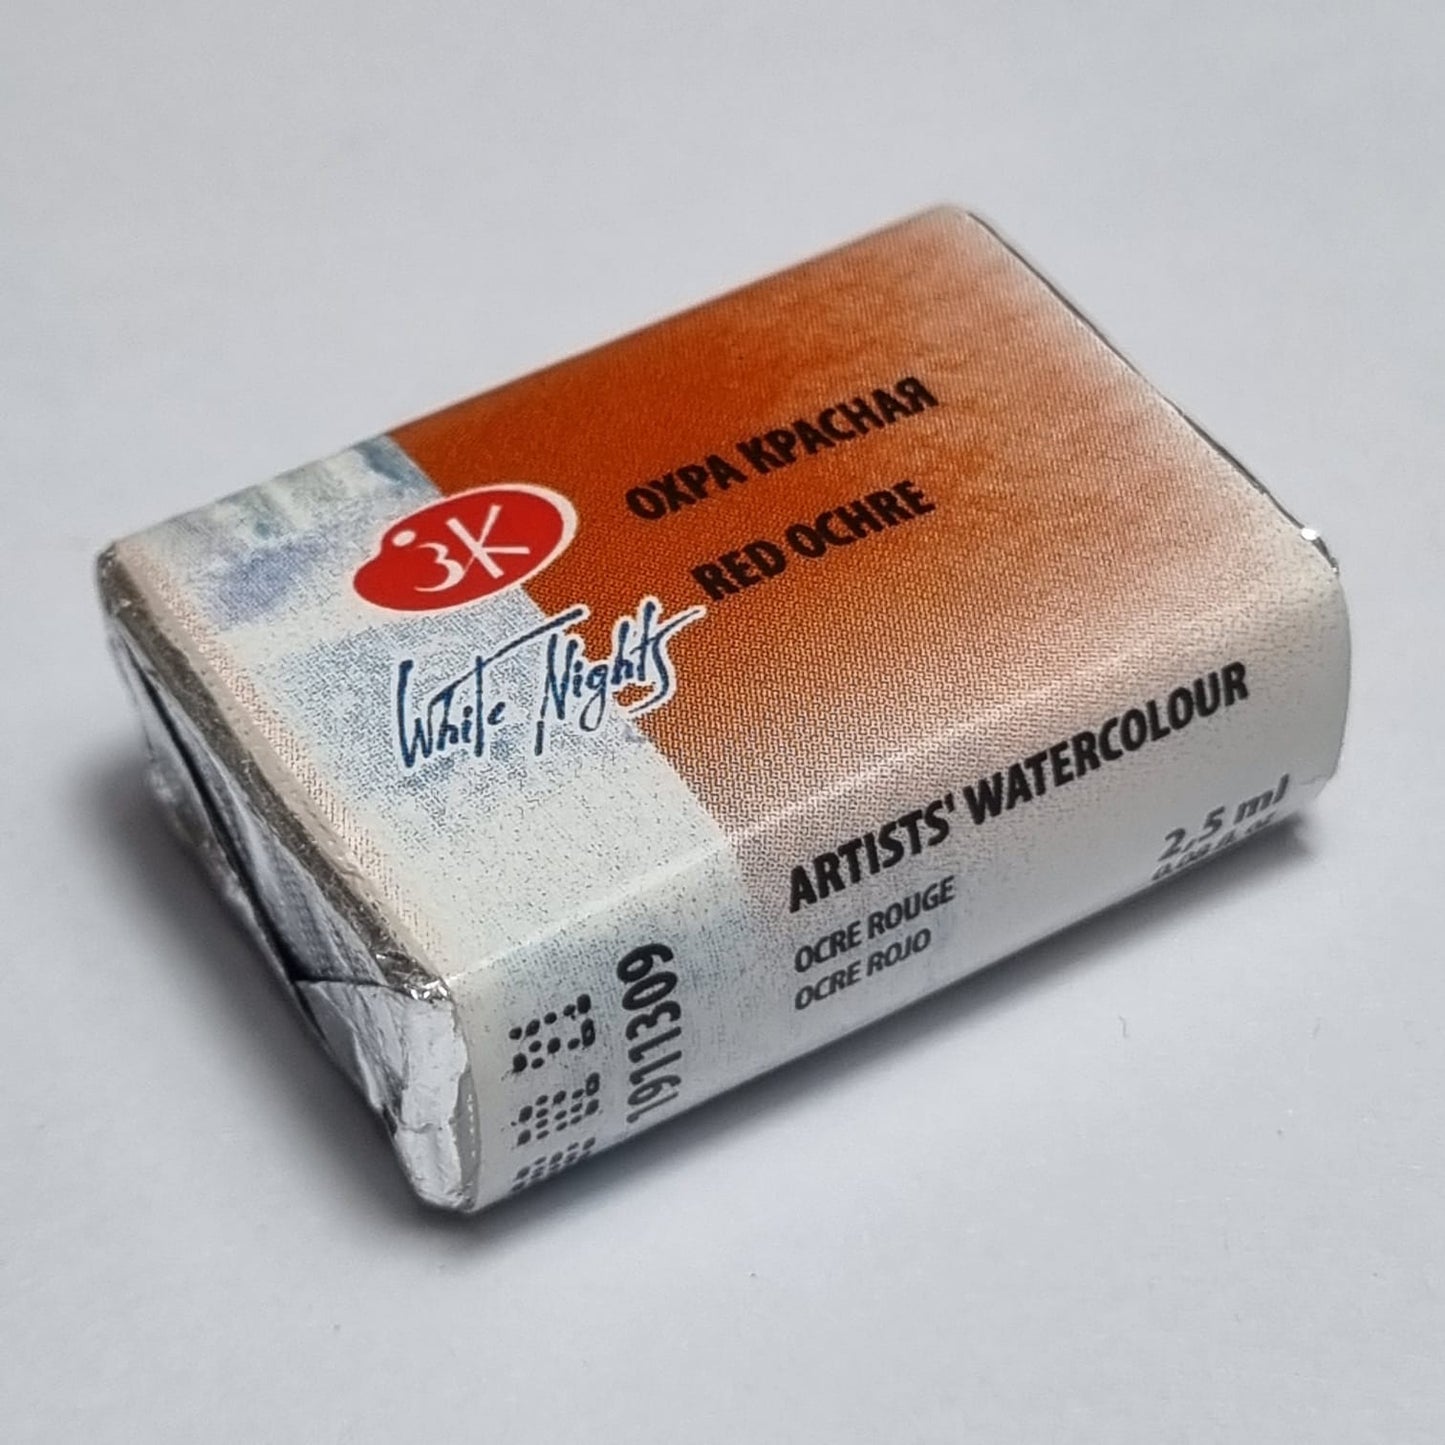 ЗК
White Nights
ОХРА КРАСНАЯ
RED OCHRE
ARTISTS' WATERCOLOUR
OCRE ROUGE
OCRE ROJO
2,5 ml
1911309